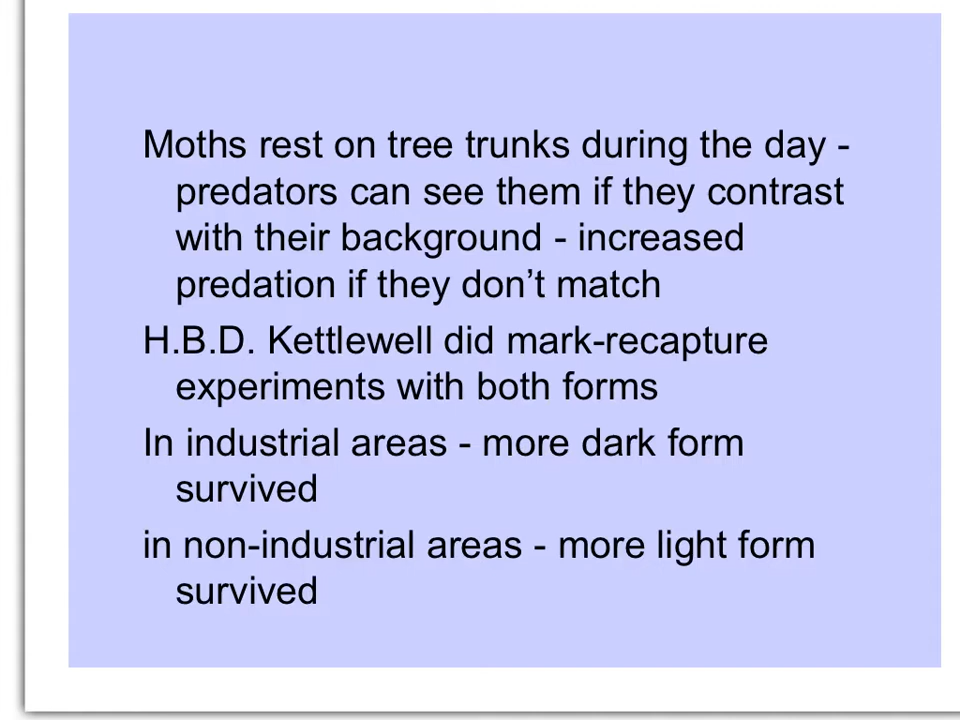 Moths rest on tree trunks during the day -
predators can see them if they contrast
with their background - increased
predation if they don’t match
H.B.D. Kettlewell did mark-recapture
experiments with both forms
In industrial areas - more dark form
survived
in non-industrial areas - more light form
survived